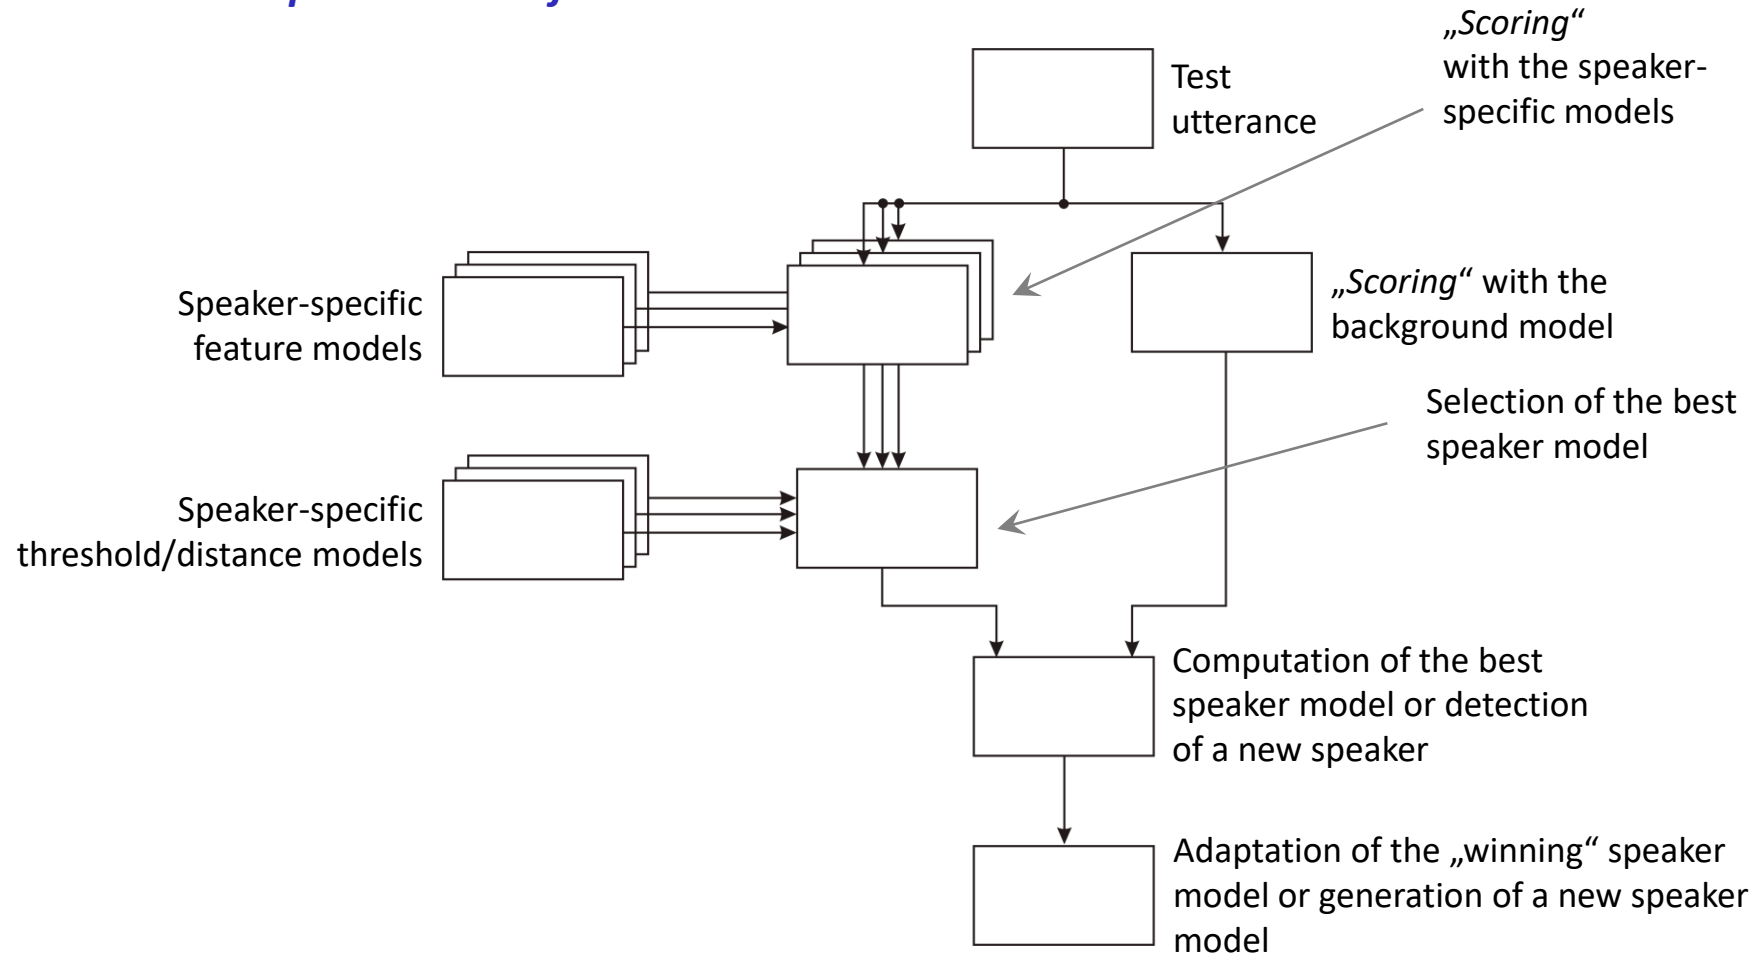 „Scoring“
with the speaker-
specific models
Test
utterance
Speaker-specific
feature models
„Scoring“ with the
background model
Selection of the best
speaker model
Speaker-specific
threshold/distance models
Computation of the best
speaker model or detection
of a new speaker
Adaptation of the „winning“ speaker
model or generation of a new speaker
model